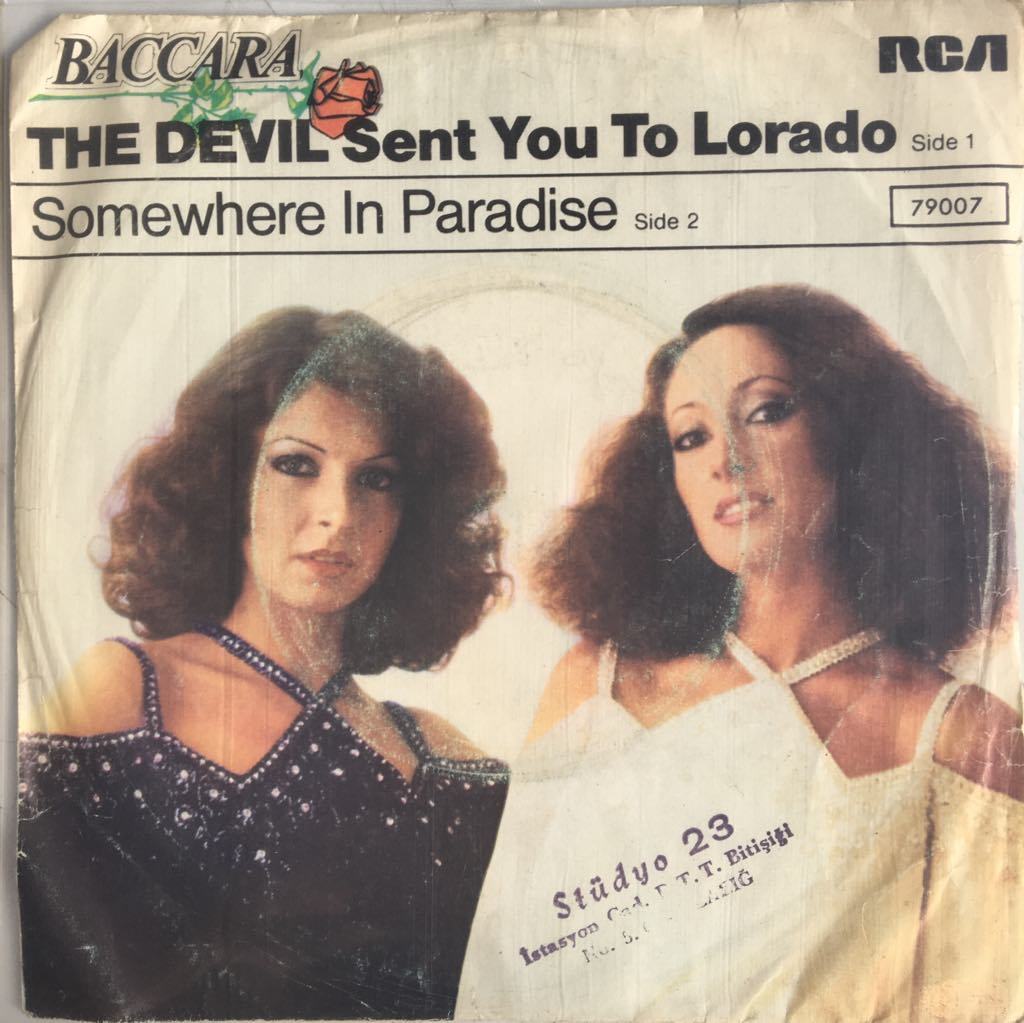 BACCARA
RCA
THE DEVIL Sent You To Lorado Side 1
Somewhere In Paradise Side 2
79007
Stüdyo 23
İstasyon Cad. T.T. Bitişiği
No.